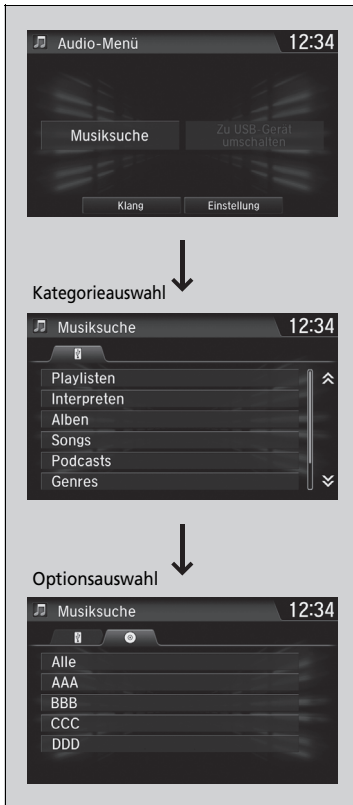 Audio-Menü 12:34
Musiksuche
Zu USB-Gerät
umschalten
Klang Einstellung
Kategorieauswahl
Musiksuche 12:34
Playlisten
Interpreten
Alben
Songs
Podcasts
Genres
Optionsauswahl
Musiksuche 12:34
Alle
AAA
BBB
CCC
DDD